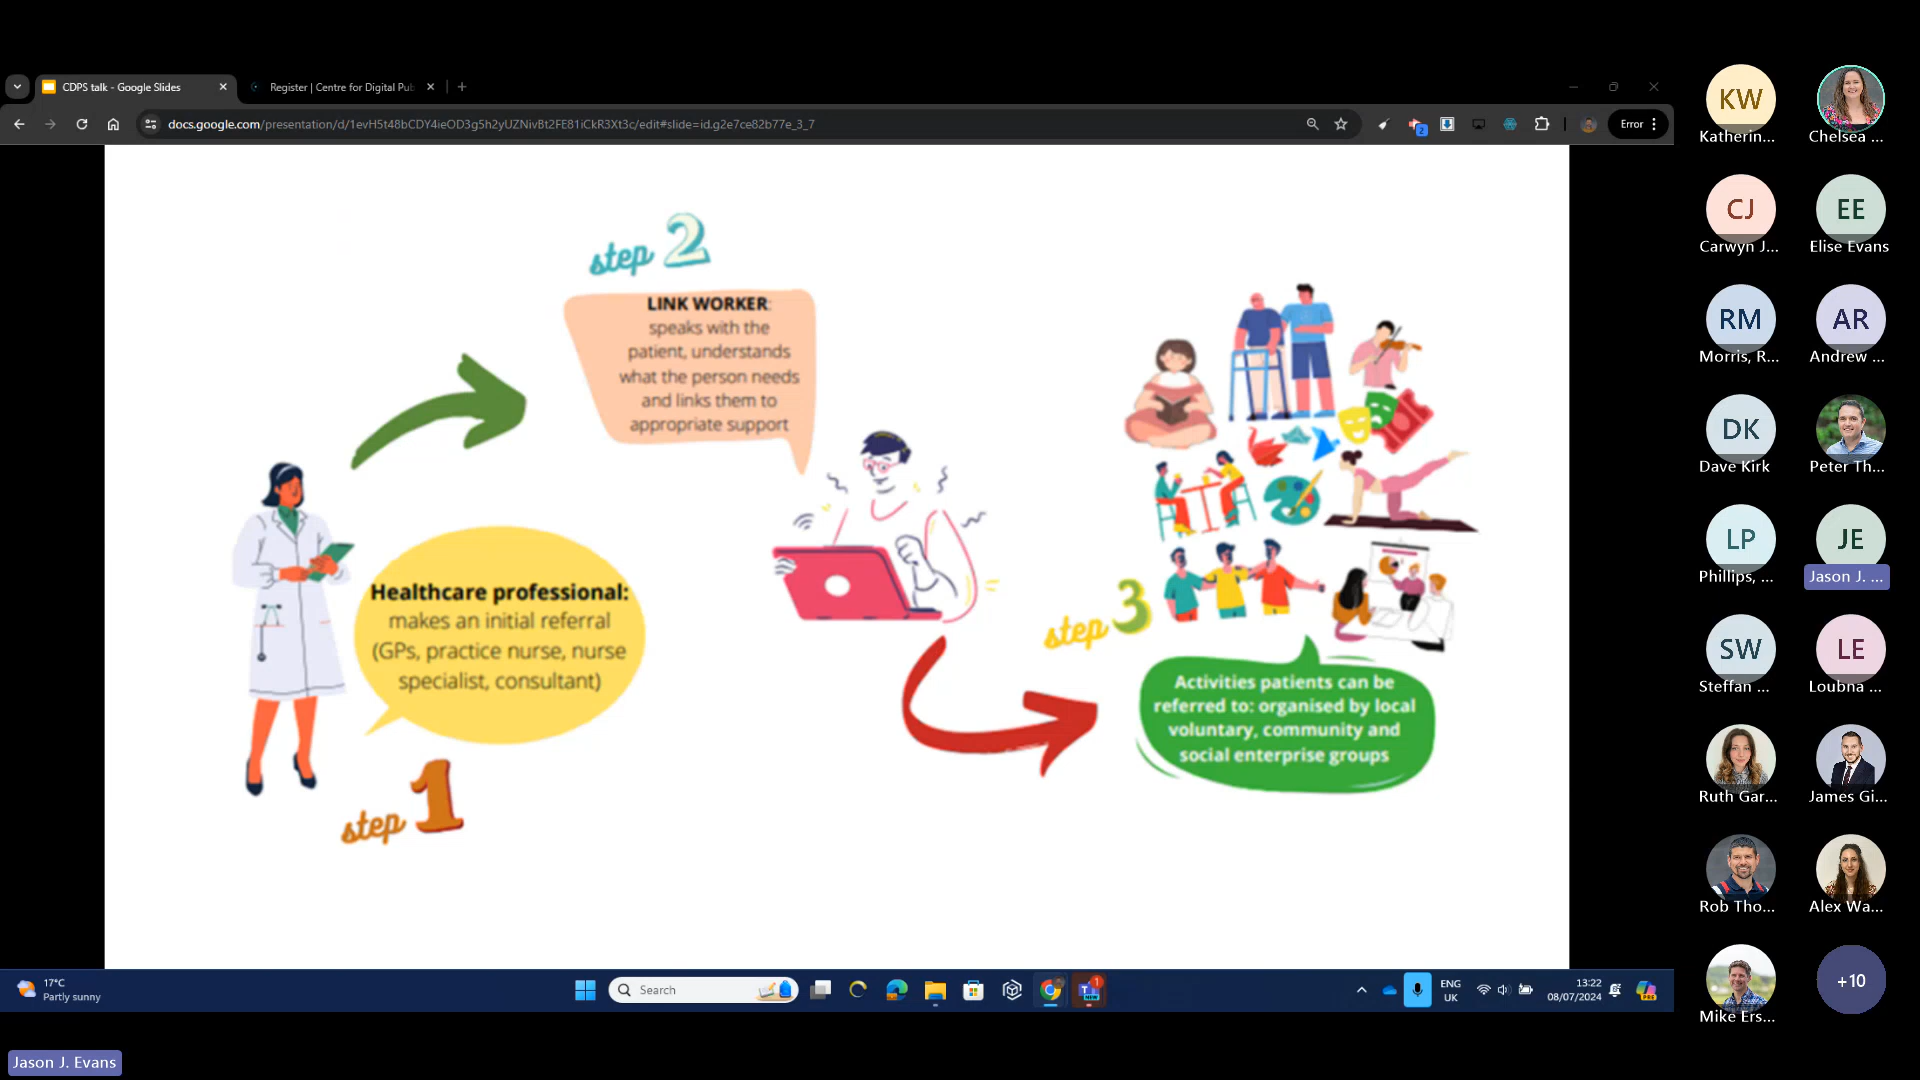 CDPS talk - Google Slides
Register | Centre for Digital Pu
docs.google.com/presentation/d/1evH5t48bCDY4ieOD3g5h2yUZNivBt2FE81iCkR3Xt3c/edit#slide=id.g2e7ce82b77e_3_7
2
Error
step 2
LINK WORKER:
speaks with the
patient, understands
what the person needs
and links them to
appropriate support
Healthcare professional:
makes an initial referral
(GPs, practice nurse, nurse
specialist, consultant)
step 1
step 3
Activities patients can be
referred to: organised by local
voluntary, community and
social enterprise groups
KW
Katherin...
Chelsea ...
CJ
Carwyn J...
EE
Elise Evans
RM
Morris, R...
AR
Andrew ...
DK
Dave Kirk
Peter Th...
LP
Phillips, ...
JE
Jason J. ...
SW
Steffan ...
LE
Loubna ...
Ruth Gar...
James Gi...
Rob Tho...
Alex Wa...
Mike Ers...
+10
17°C
Partly sunny
Search
1
NEW
ENG
UK
13:22
08/07/2024
PRE
Jason J. Evans